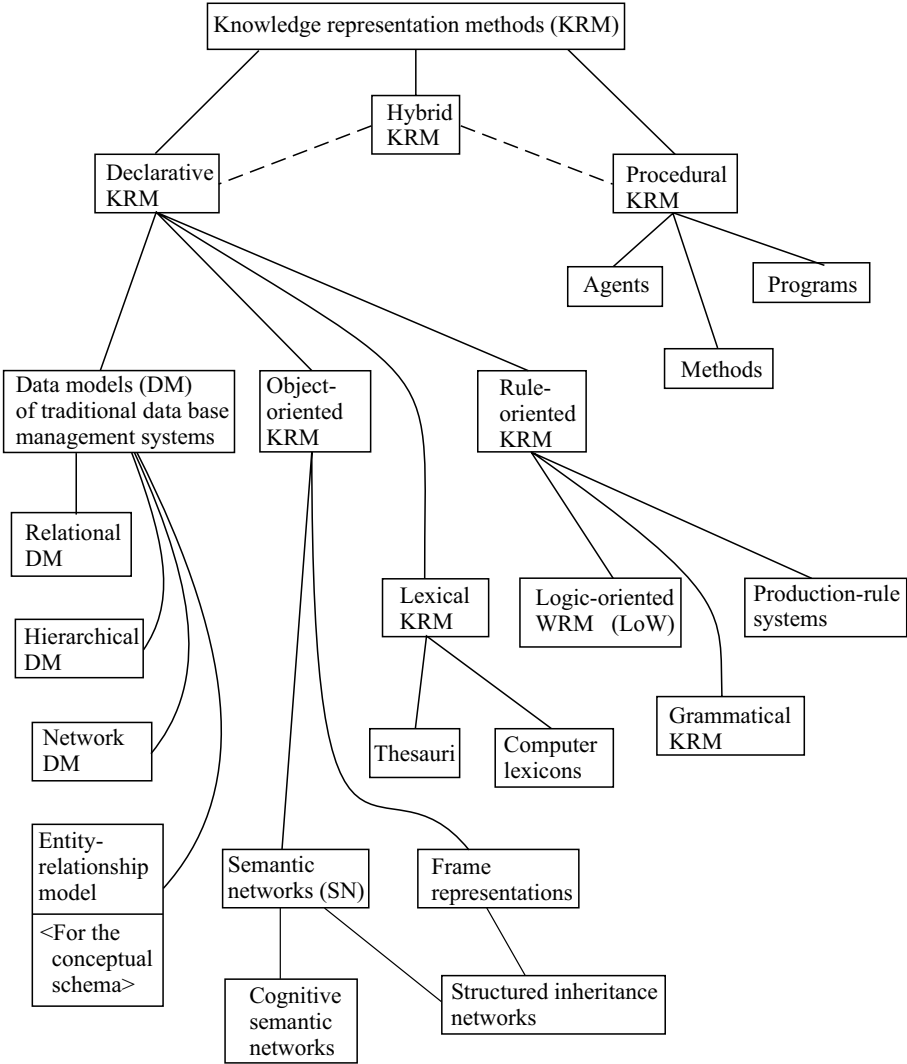 Knowledge representation methods (KRM)
Hybrid
KRM
Declarative
KRM
Procedural
KRM
Agents
Programs
Methods
Data models (DM)
of traditional data base
management systems
Object-
oriented
KRM
Rule-
oriented
KRM
Relational
DM
Hierarchical
DM
Network
DM
Entity-
relationship
model
<For the
conceptual
schema>
Lexical
KRM
Logic-oriented
WRM (LoW)
Production-rule
systems
Grammatical
KRM
Thesauri
Computer
lexicons
Semantic
networks (SN)
Frame
representations
Cognitive
semantic
networks
Structured inheritance
networks